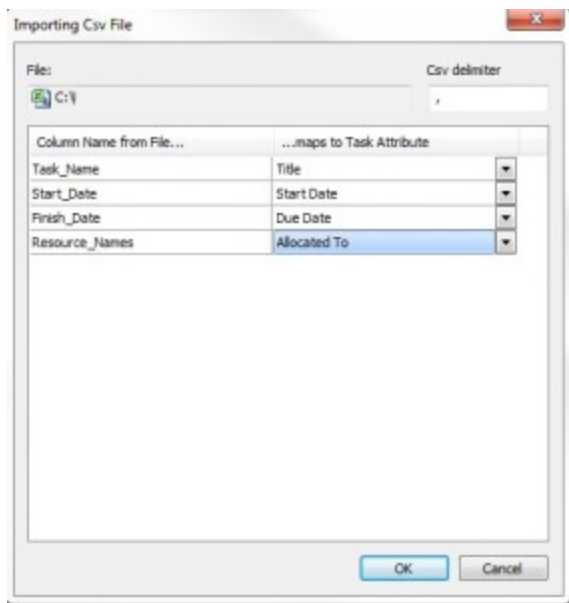 Importing Csv File
File: Csv delimiter
C:\ ,
Column Name from File... ...maps to Task Attribute
Task_Name Title
Start_Date Start Date
Finish_Date Due Date
Resource_Names Allocated To
OK Cancel